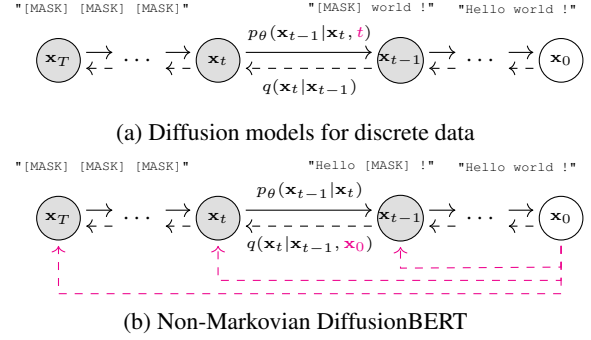 "[MASK] [MASK] [MASK]" "[MASK] world !" "Hello world !"
x_T ... x_t p_θ(x_{t−1}|x_t, t) x_{t−1} ... x_0
q(x_t|x_{t−1})
(a) Diffusion models for discrete data
"[MASK] [MASK] [MASK]" "Hello [MASK] !" "Hello world !"
x_T ... x_t p_θ(x_{t−1}|x_t) x_{t−1} ... x_0
q(x_t|x_{t−1}, x_0)
(b) Non-Markovian DiffusionBERT